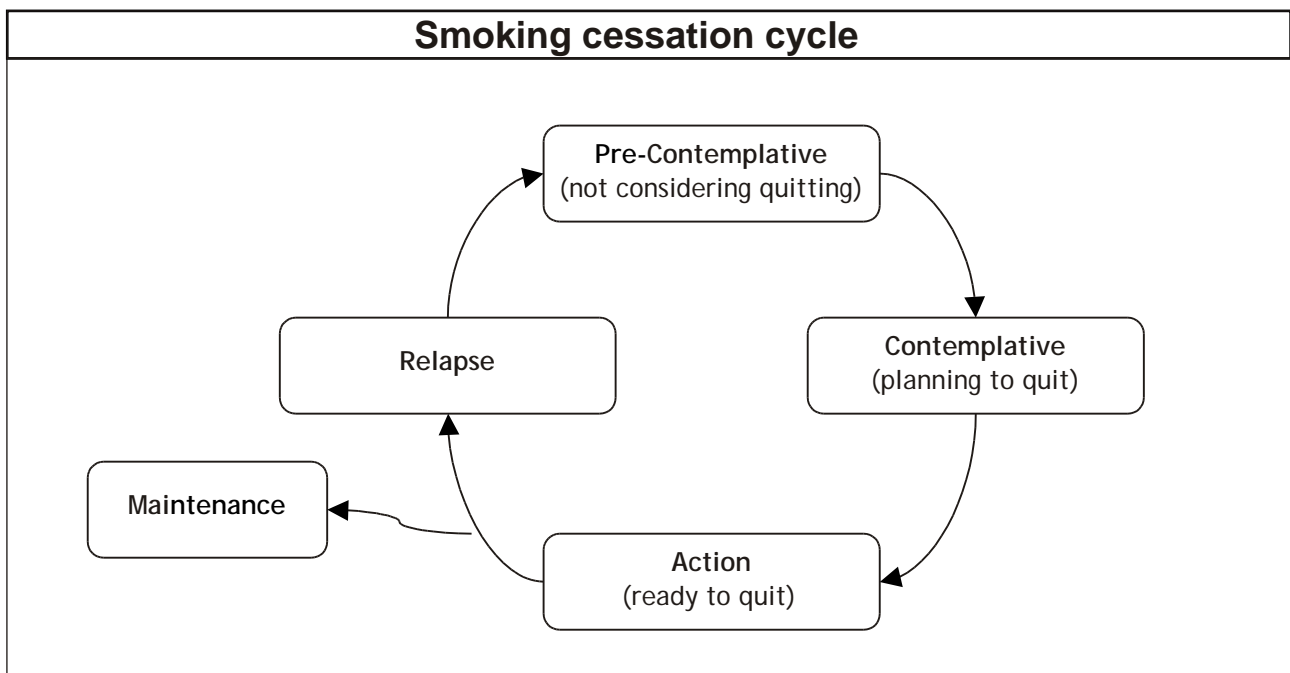 Smoking cessation cycle
Pre-Contemplative
(not considering quitting)
Relapse
Contemplative
(planning to quit)
Maintenance
Action
(ready to quit)